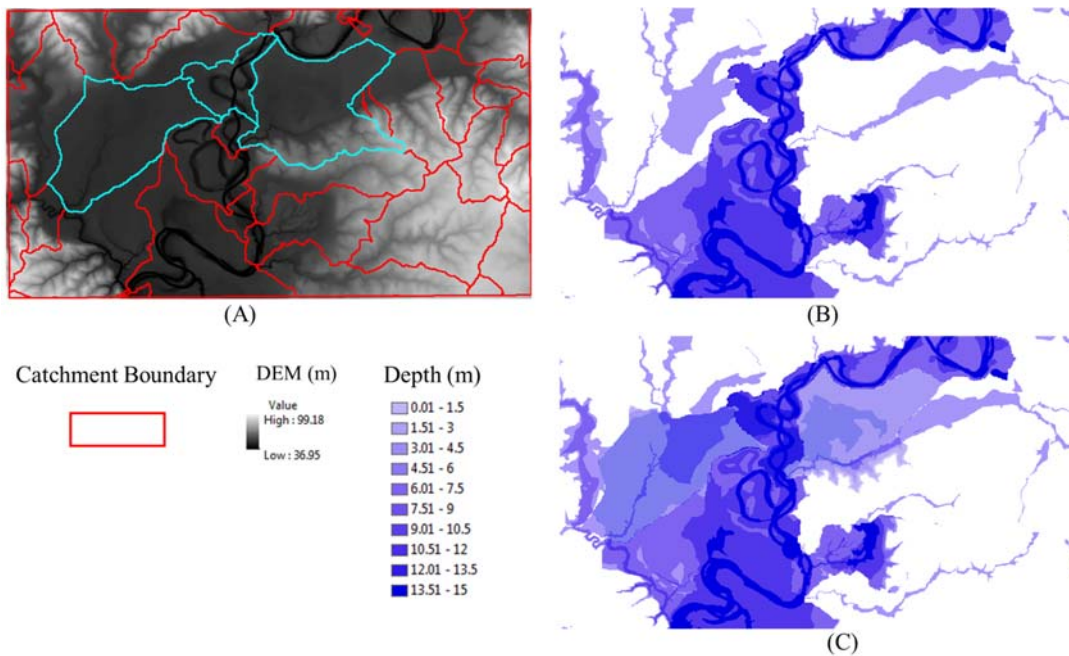 (A)
(B)
Catchment Boundary
DEM (m)
Value
High : 99.18
Low : 36.95
Depth (m)
0.01 - 1.5
1.51 - 3
3.01 - 4.5
4.51 - 6
6.01 - 7.5
7.51 - 9
9.01 - 10.5
10.51 - 12
12.01 - 13.5
13.51 - 15
(C)